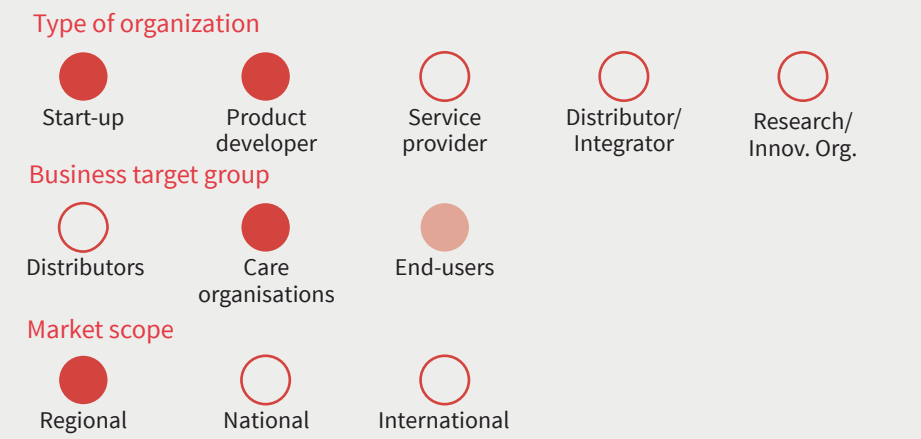 Type of organization
Start-up
Product
developer
Service
provider
Distributor/
Integrator
Research/
Innov. Org.
Business target group
Distributors
Care
organisations
End-users
Market scope
Regional
National
International